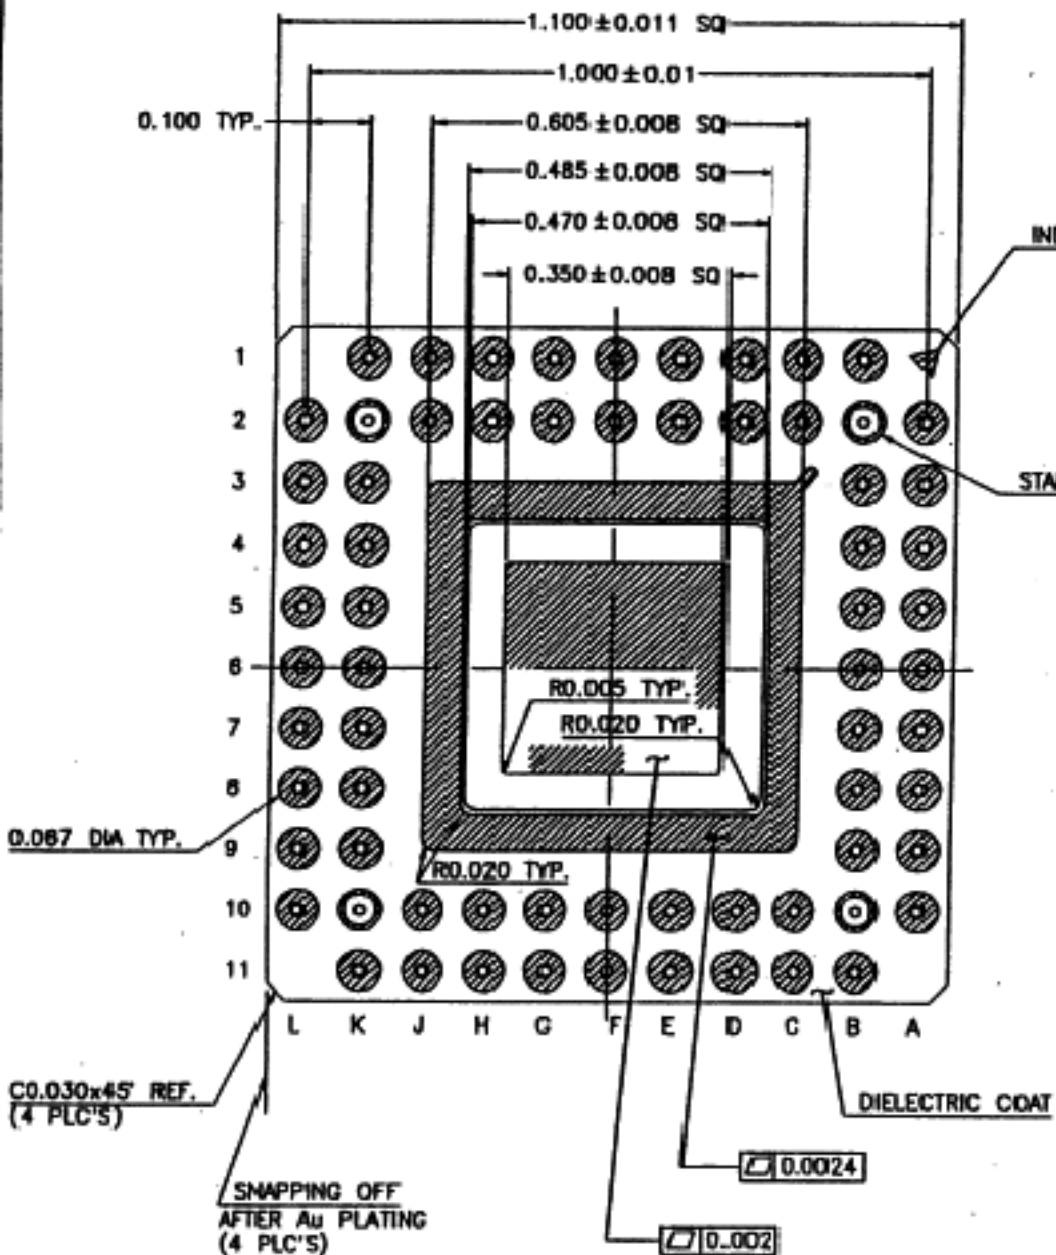 1.100±0.011 SQ
1.000±0.01
0.100 TYP.
0.605±0.008 SQ
0.485±0.008 SQ
0.470±0.008 SQ
0.350±0.008 SQ
1
2
3
4
5
6
7
8
9
10
11
R0.005 TYP.
R0.020 TYP.
0.067 DIA TYP.
R0.020 TYP.
L K J H G F E D C B A
C0.030x45° REF.
(4 PLC'S)
DIELECTRIC COAT
0.0024
SNAPPING OFF
AFTER Au PLATING
(4 PLC'S)
0.002